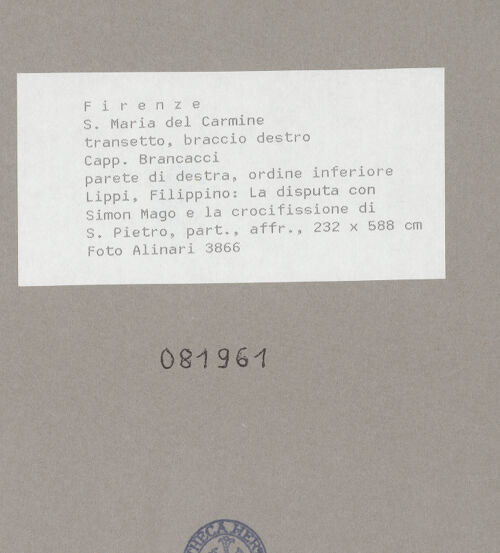 F i r e n z e
S. Maria del Carmine
transetto, braccio destro
Capp. Brancacci
parete di destra, ordine inferiore
Lippi, Filippino: La disputa con
Simon Mago e la crocifissione di
S. Pietro, part., affr., 232 x 588 cm
Foto Alinari 3866
081961